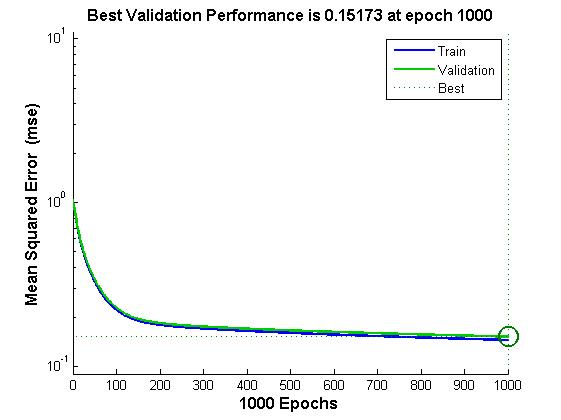 Best Validation Performance is 0.15173 at epoch 1000
Train
Validation
Best
Mean Squared Error  (mse)
10^1
10^0
10^-1
0 100 200 300 400 500 600 700 800 900 1000
1000 Epochs